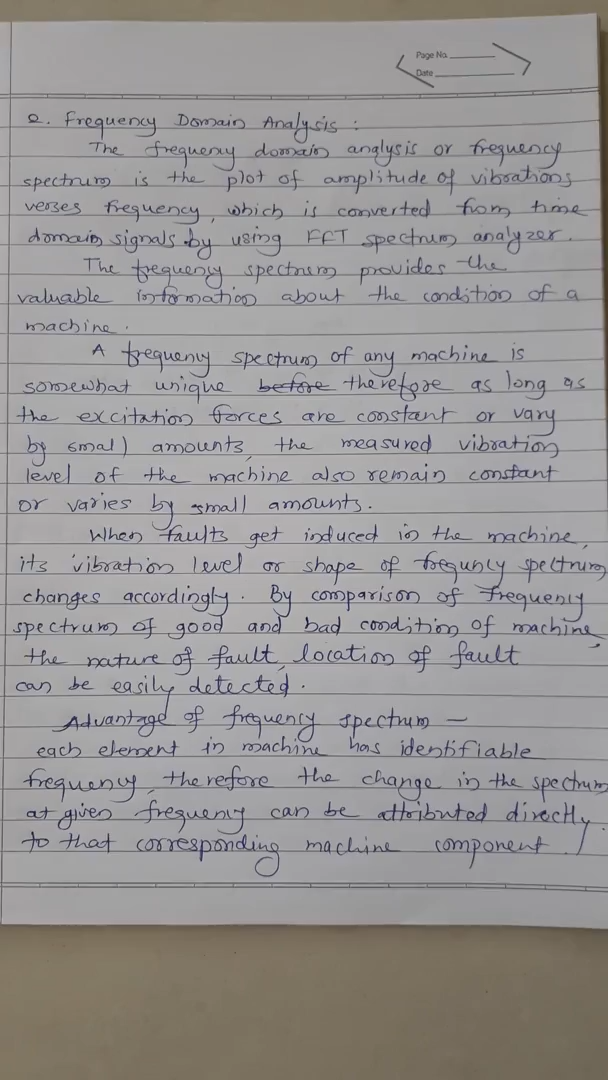 Page No.
Date
2. Frequency Domain Analysis :
The frequency domain analysis or frequency
spectrum is the plot of amplitude of vibrations
verses frequency, which is converted from time
domain signals by using FFT spectrum analyzer.
The frequency spectrum provides the
valuable information about the condition of a
machine.
A frequency spectrum of any machine is
somewhat unique before therefore as long as
the excitation forces are constant or vary
by small amounts, the measured vibration
level of the machine also remain constant
or varies by small amounts.
When faults get induced in the machine,
its vibration level or shape of frequncy spectrum
changes accordingly. By comparison of frequency
spectrum of good and bad condition of machine,
the nature of fault, location of fault
can be easily detected.
Advantage of frequency spectrum –
each element in machine has identifiable
frequency, therefore the change in the spectrum
at given frequency can be attributed directly
to that corresponding machine component.